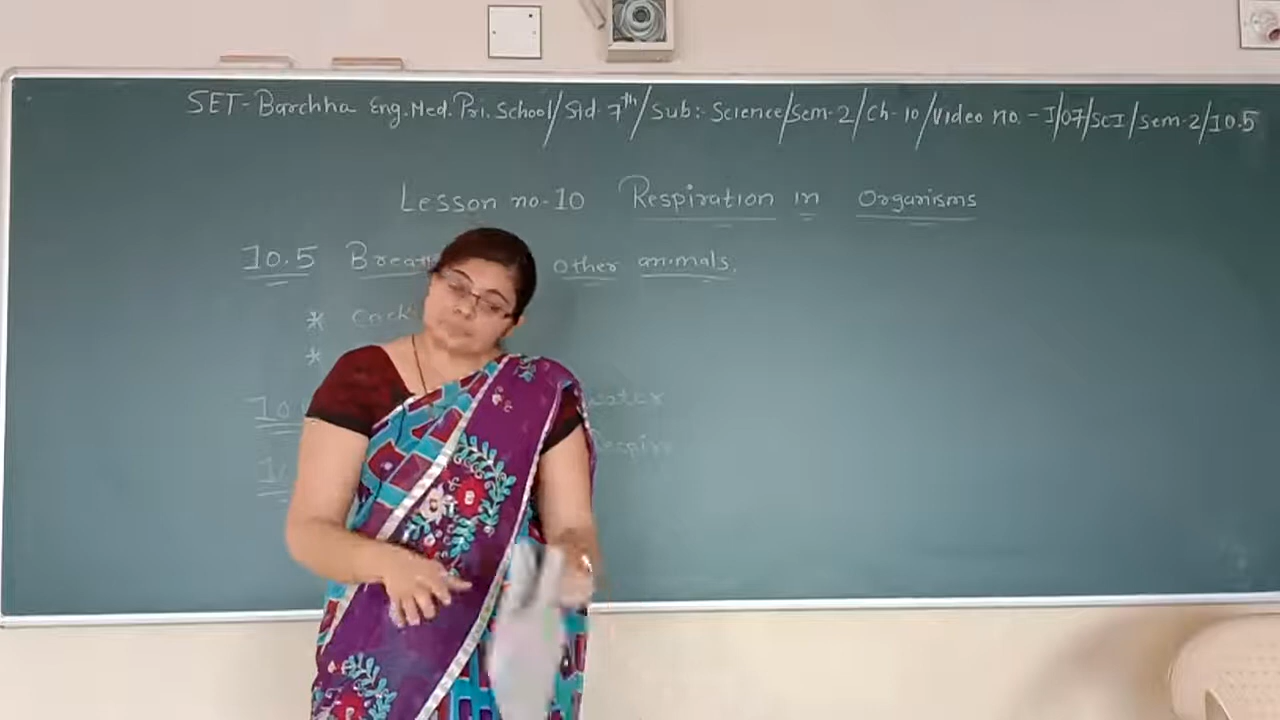 SET-Barchha Eng.Med.Pri.School/Std-7th/Sub:-Science/Sem-2/Ch-10/Video no.-I/07/SCI/Sem-2/10.5
Lesson no-10 Respiration in Organisms
10.5 other animals.
*
*
water